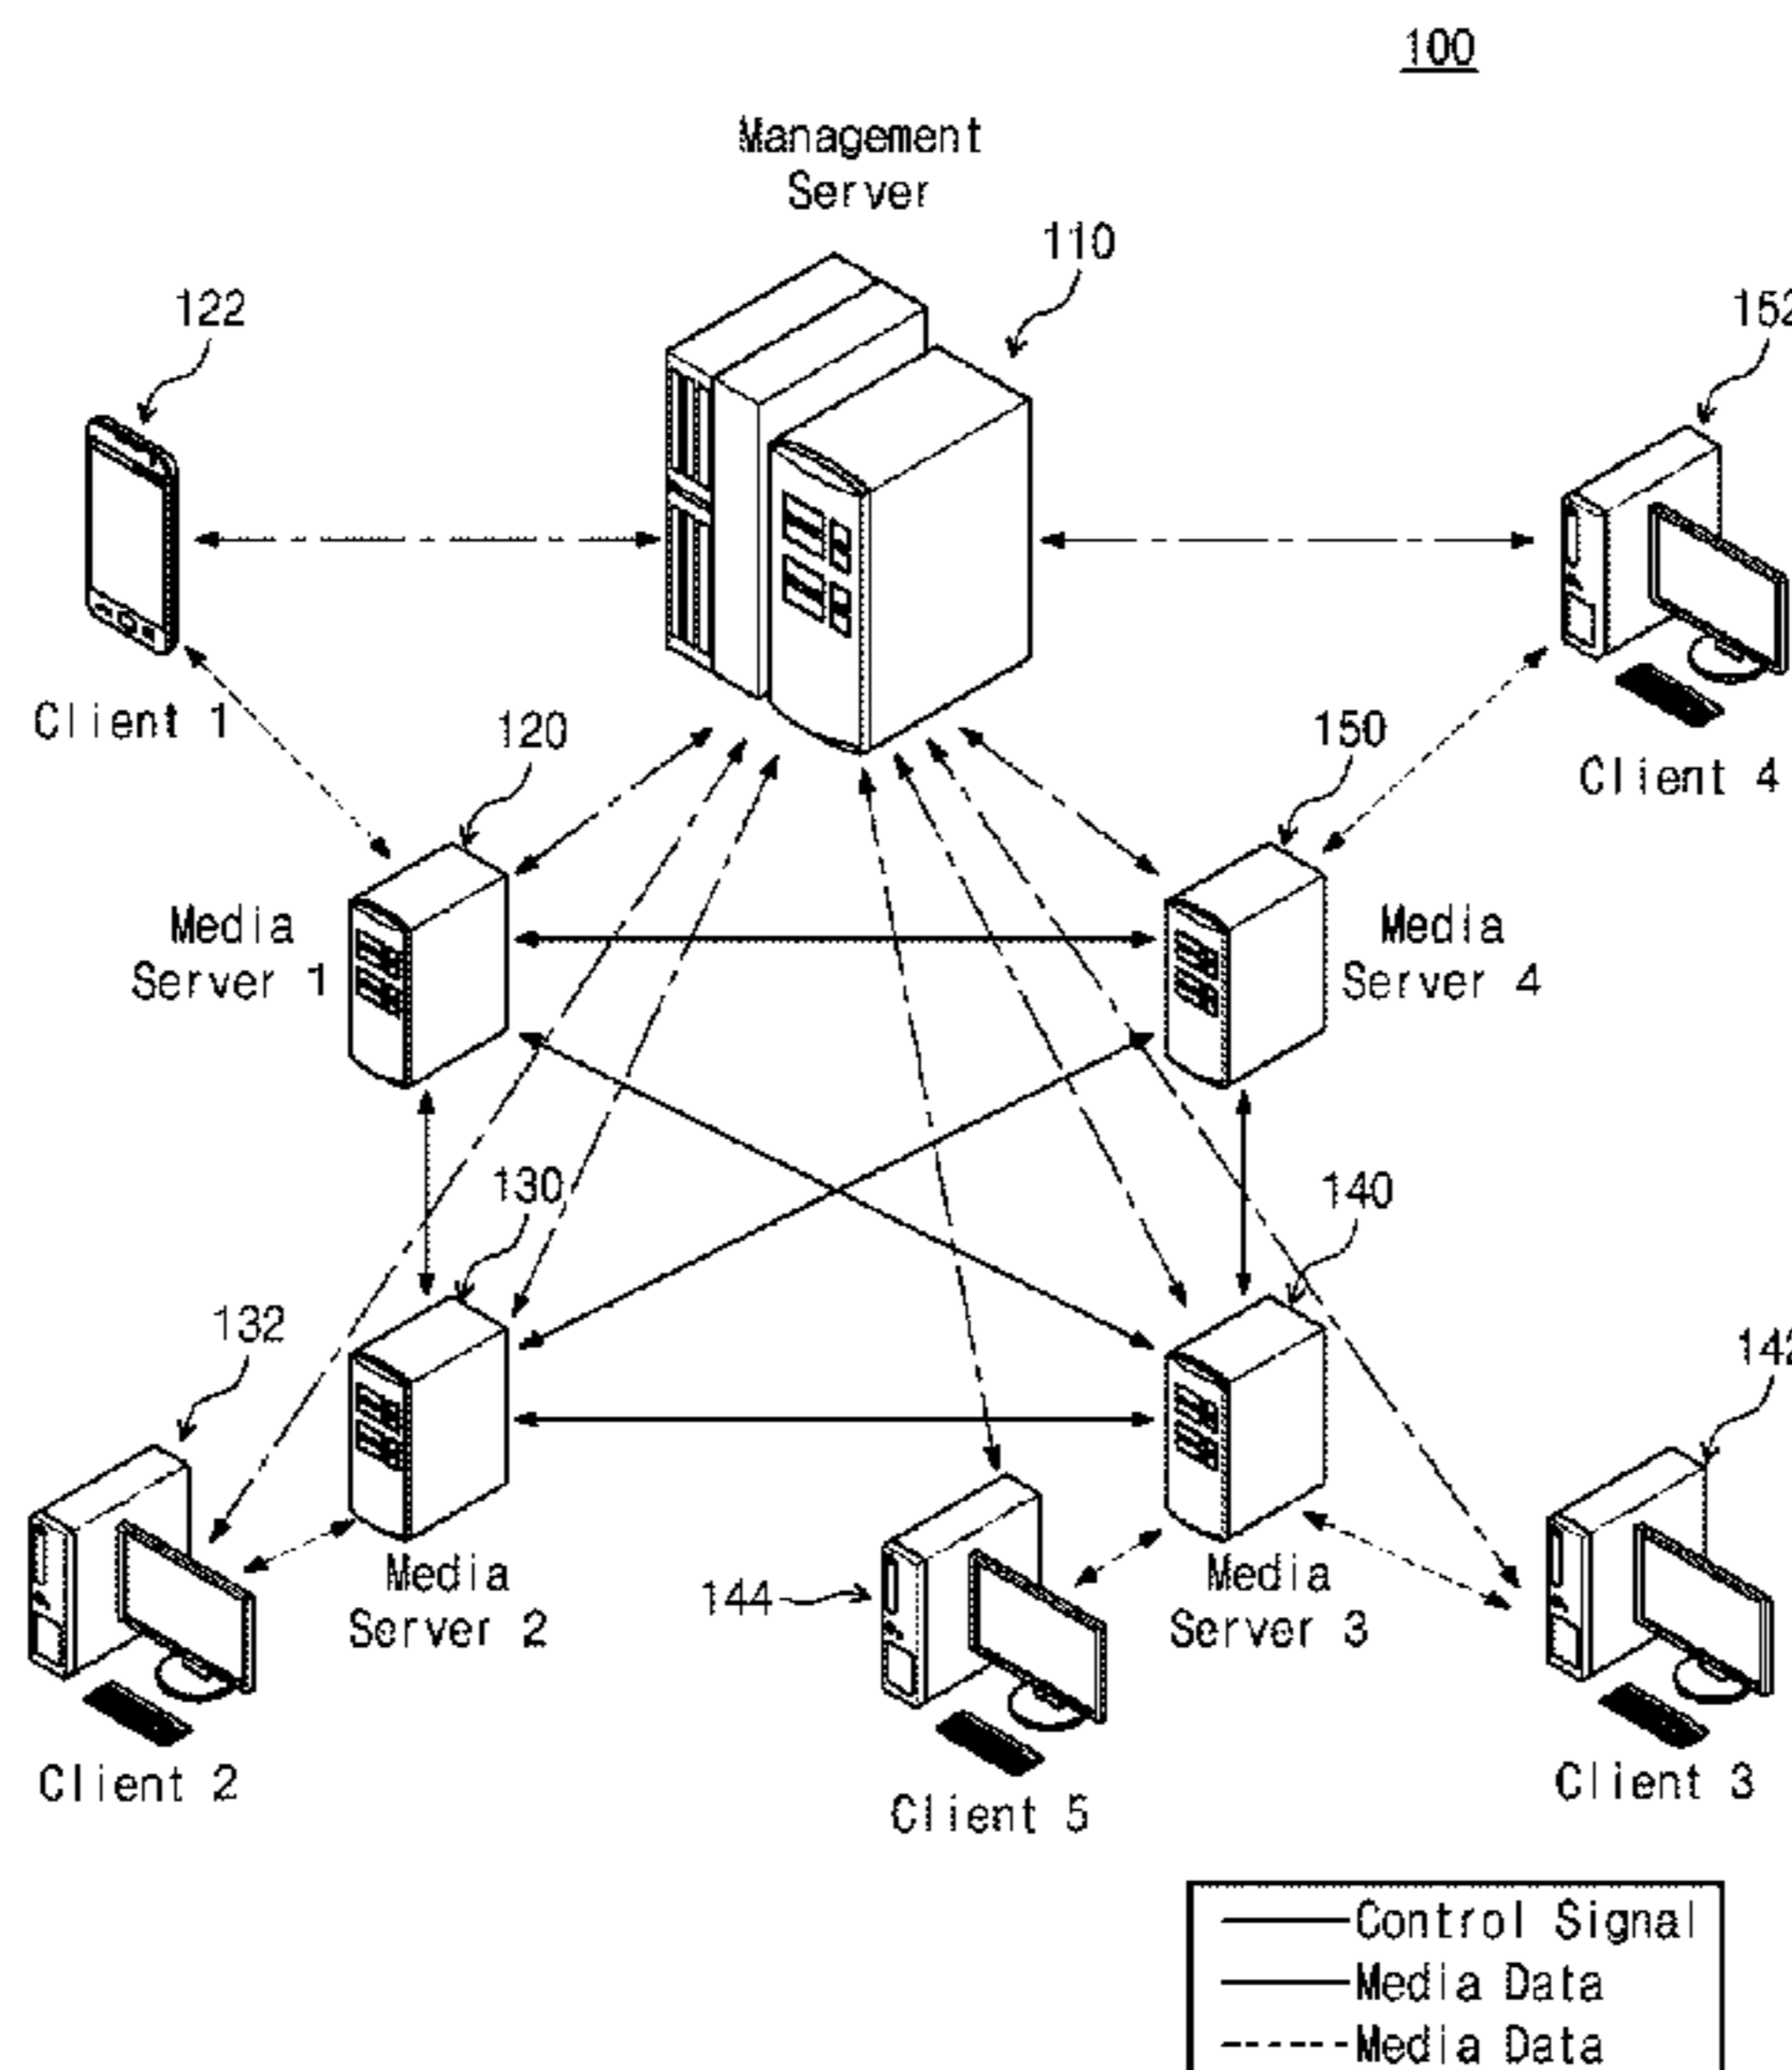 100
Management
Server
110
122
152
Client 1
120
150
Client 4
Media
Server 1
Media
Server 4
130
140
132
142
Media
Server 2
144
Media
Server 3
Client 2
Client 5
Client 3
Control Signal
Media Data
Media Data